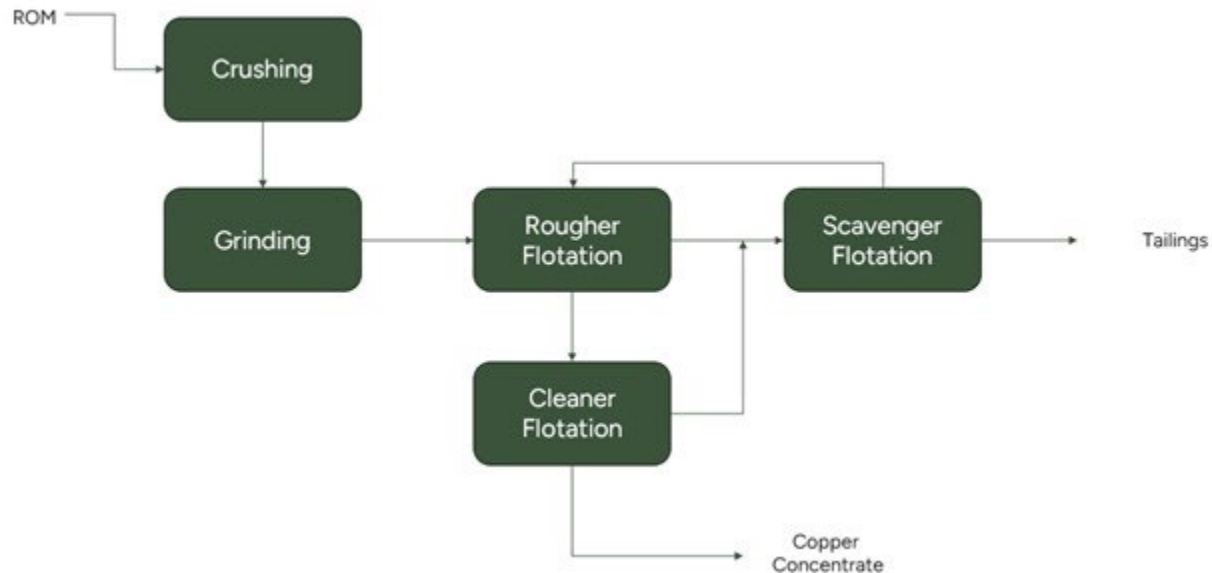 ROM
Crushing
Grinding
Rougher
Flotation
Scavenger
Flotation
Tailings
Cleaner
Flotation
Copper
Concentrate